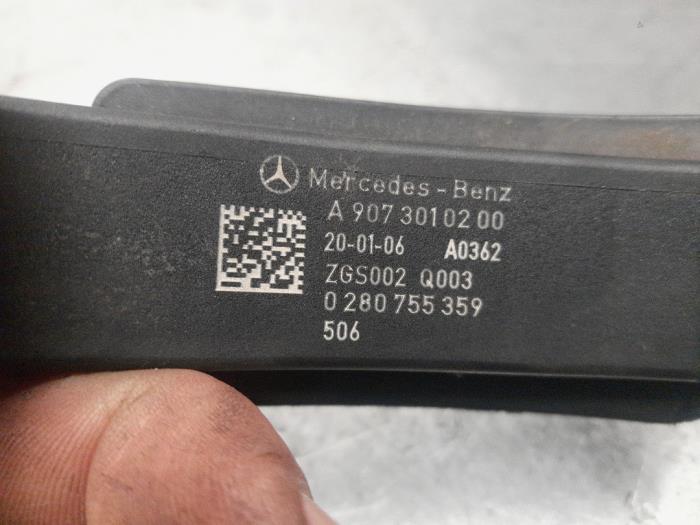 Mercedes-Benz
A 907 301 02 00
20-01-06 A0362
ZGS002 Q003
0 280 755 359
506